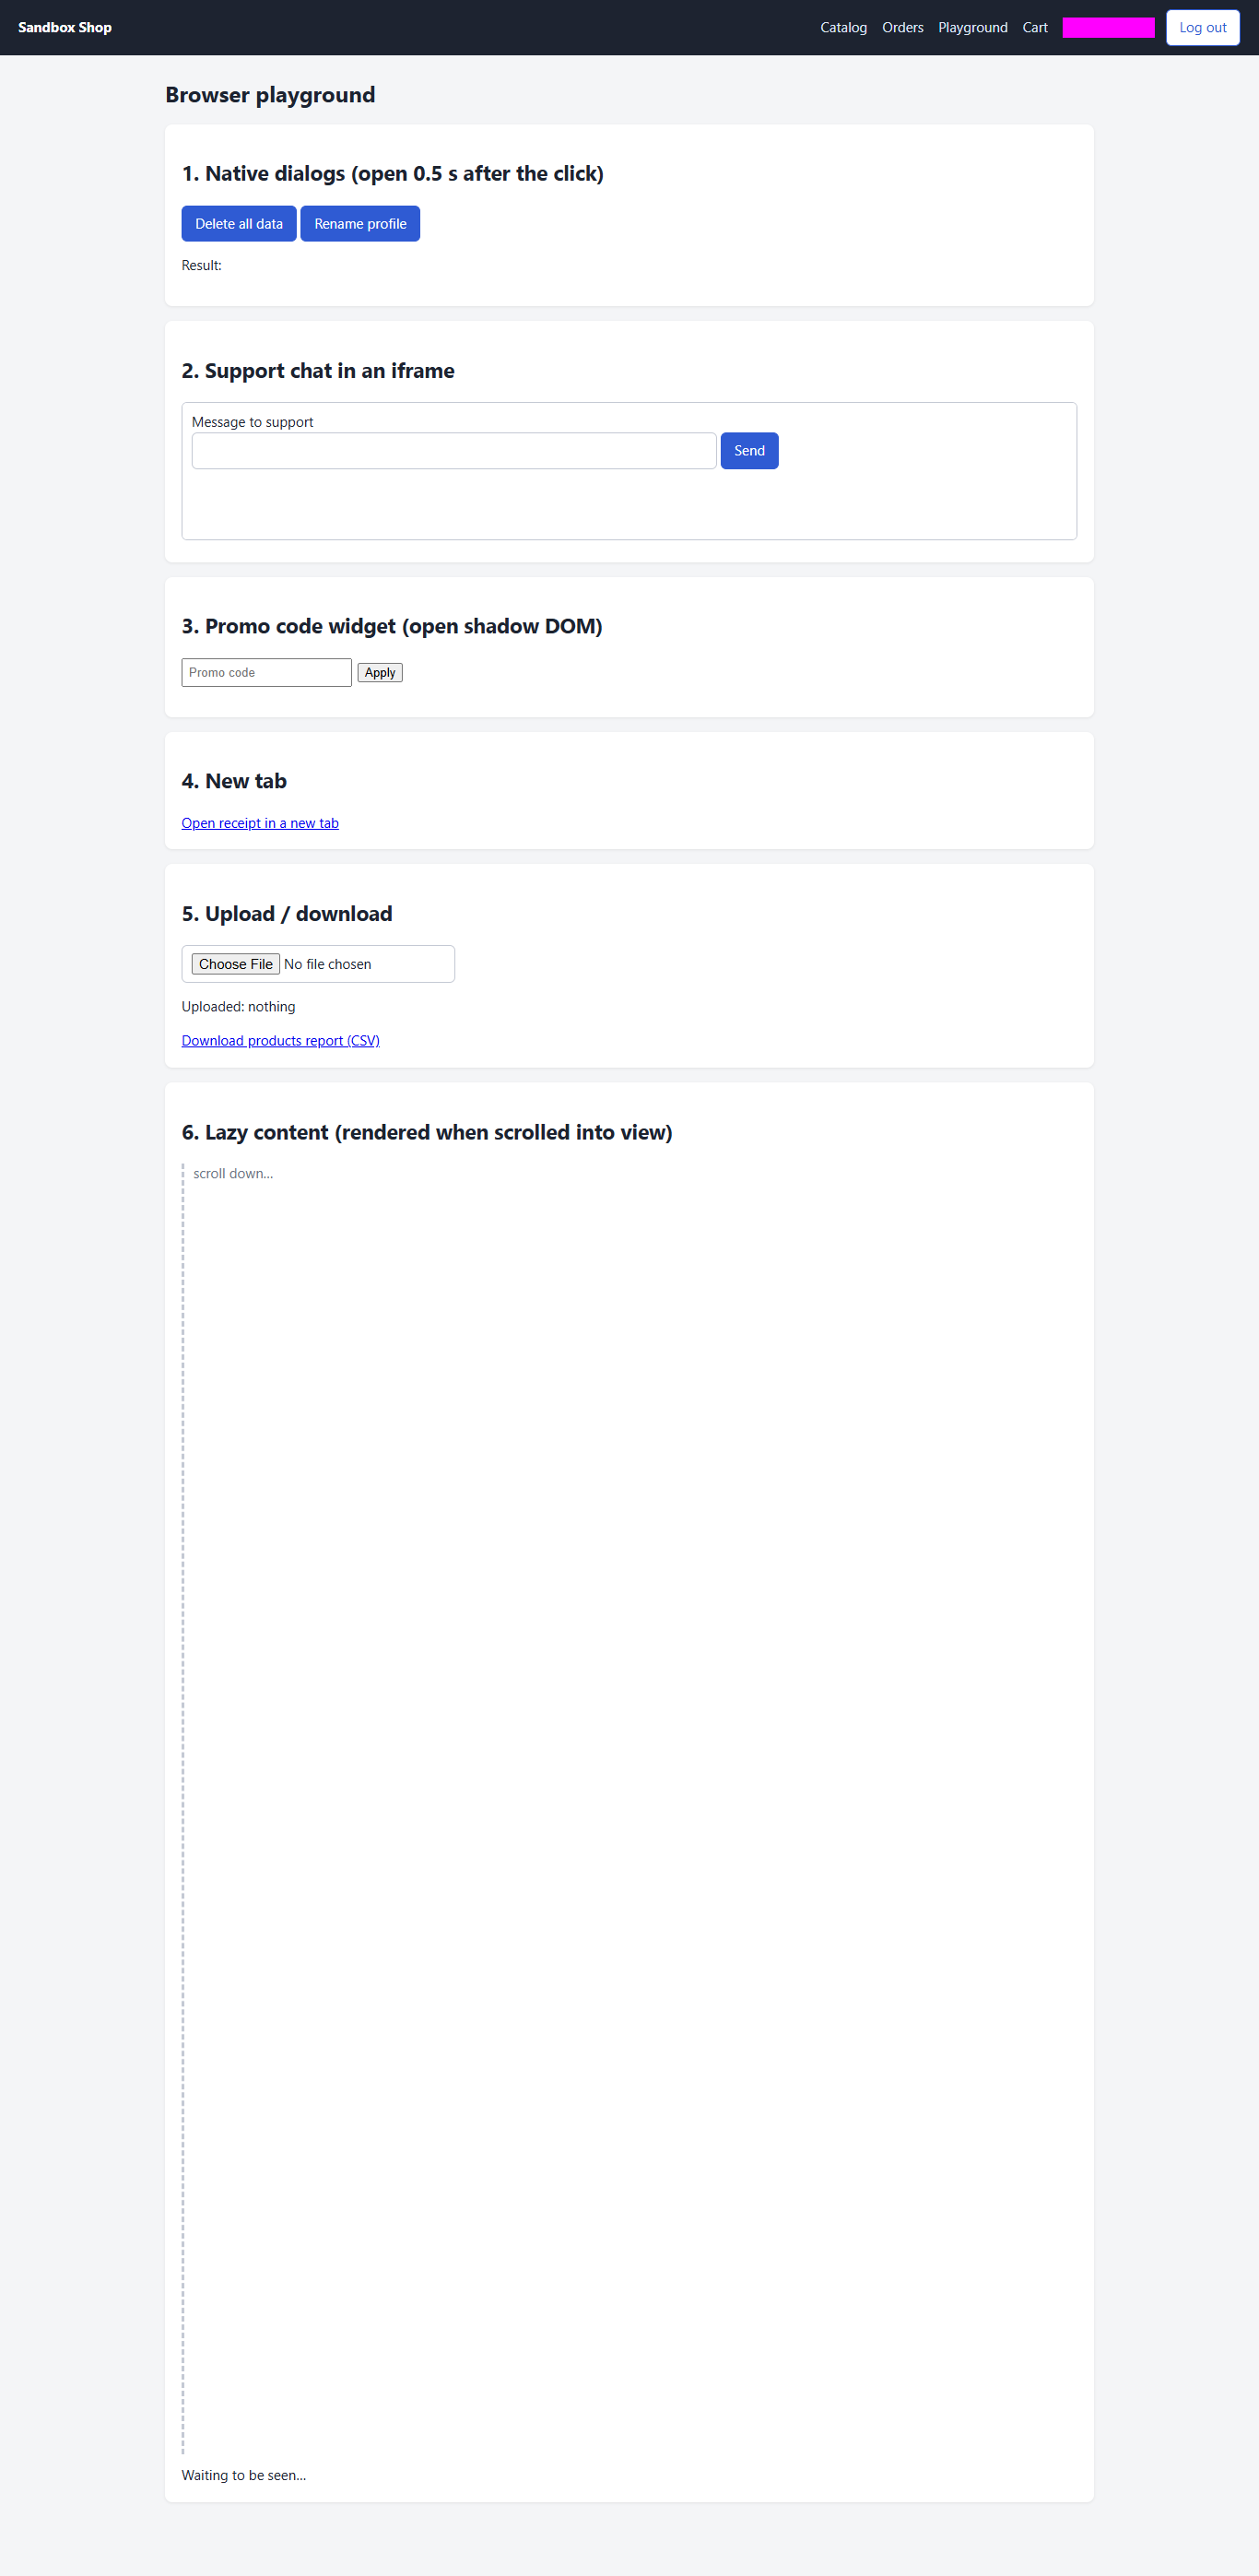 Sandbox Shop
Catalog Orders Playground Cart Log out
Browser playground
1. Native dialogs (open 0.5 s after the click)
Delete all data Rename profile
Result:
2. Support chat in an iframe
Message to support
Send
3. Promo code widget (open shadow DOM)
Promo code Apply
4. New tab
Open receipt in a new tab
5. Upload / download
Choose File No file chosen
Uploaded: nothing
Download products report (CSV)
6. Lazy content (rendered when scrolled into view)
scroll down...
Waiting to be seen...